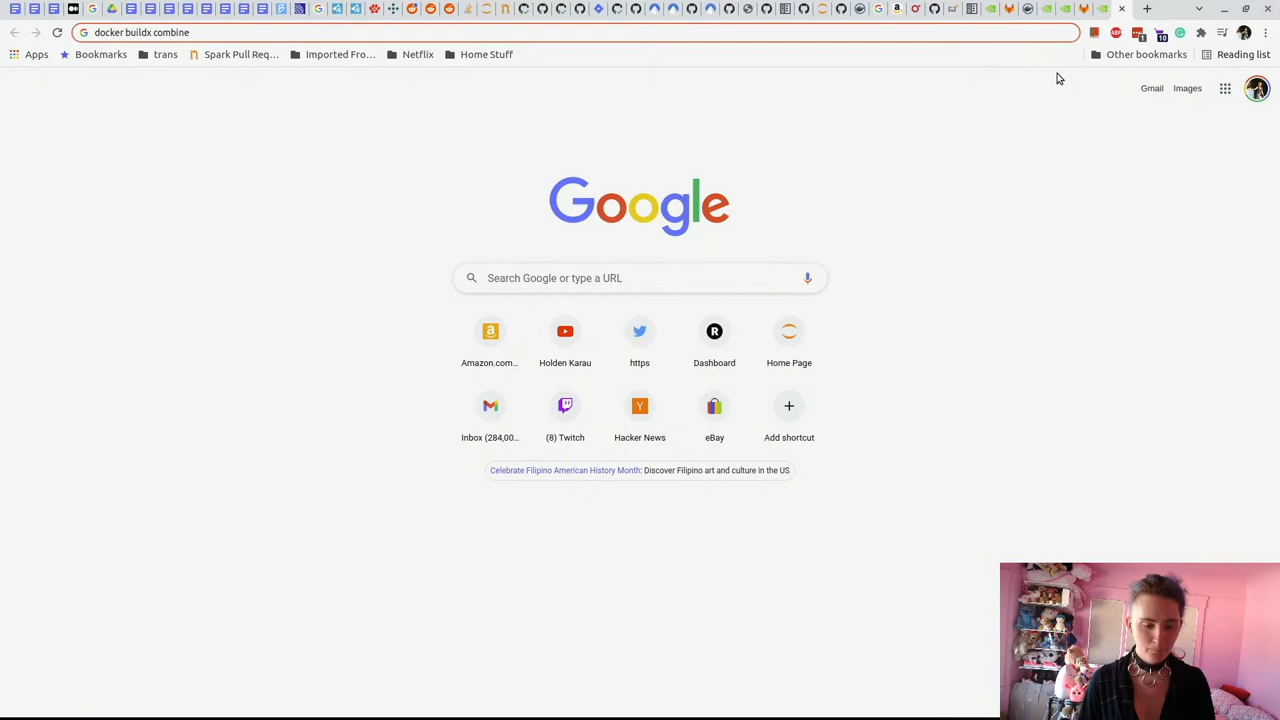 docker buildx combine
Apps
Bookmarks
trans
Spark Pull Req...
Imported Fro...
Netflix
Home Stuff
Other bookmarks
Reading list
Gmail
Images
Google
Search Google or type a URL
Amazon.com...
Holden Karau
https
Dashboard
Home Page
Inbox (284,00...
(8) Twitch
Hacker News
eBay
Add shortcut
Celebrate Filipino American History Month: Discover Filipino art and culture in the US